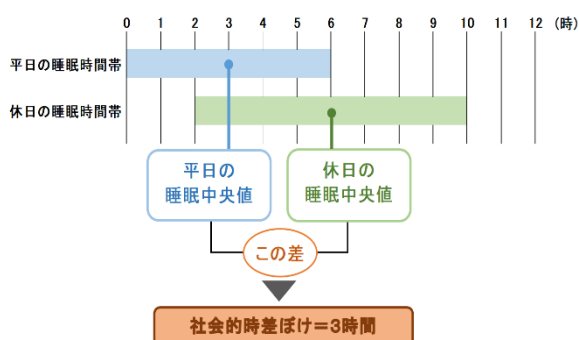 0 1 2 3 4 5 6 7 8 9 10 11 12 (時)
平日の睡眠時間帯
休日の睡眠時間帯
平日の
睡眠中央値
休日の
睡眠中央値
この差
社会的時差ぼけ=3時間